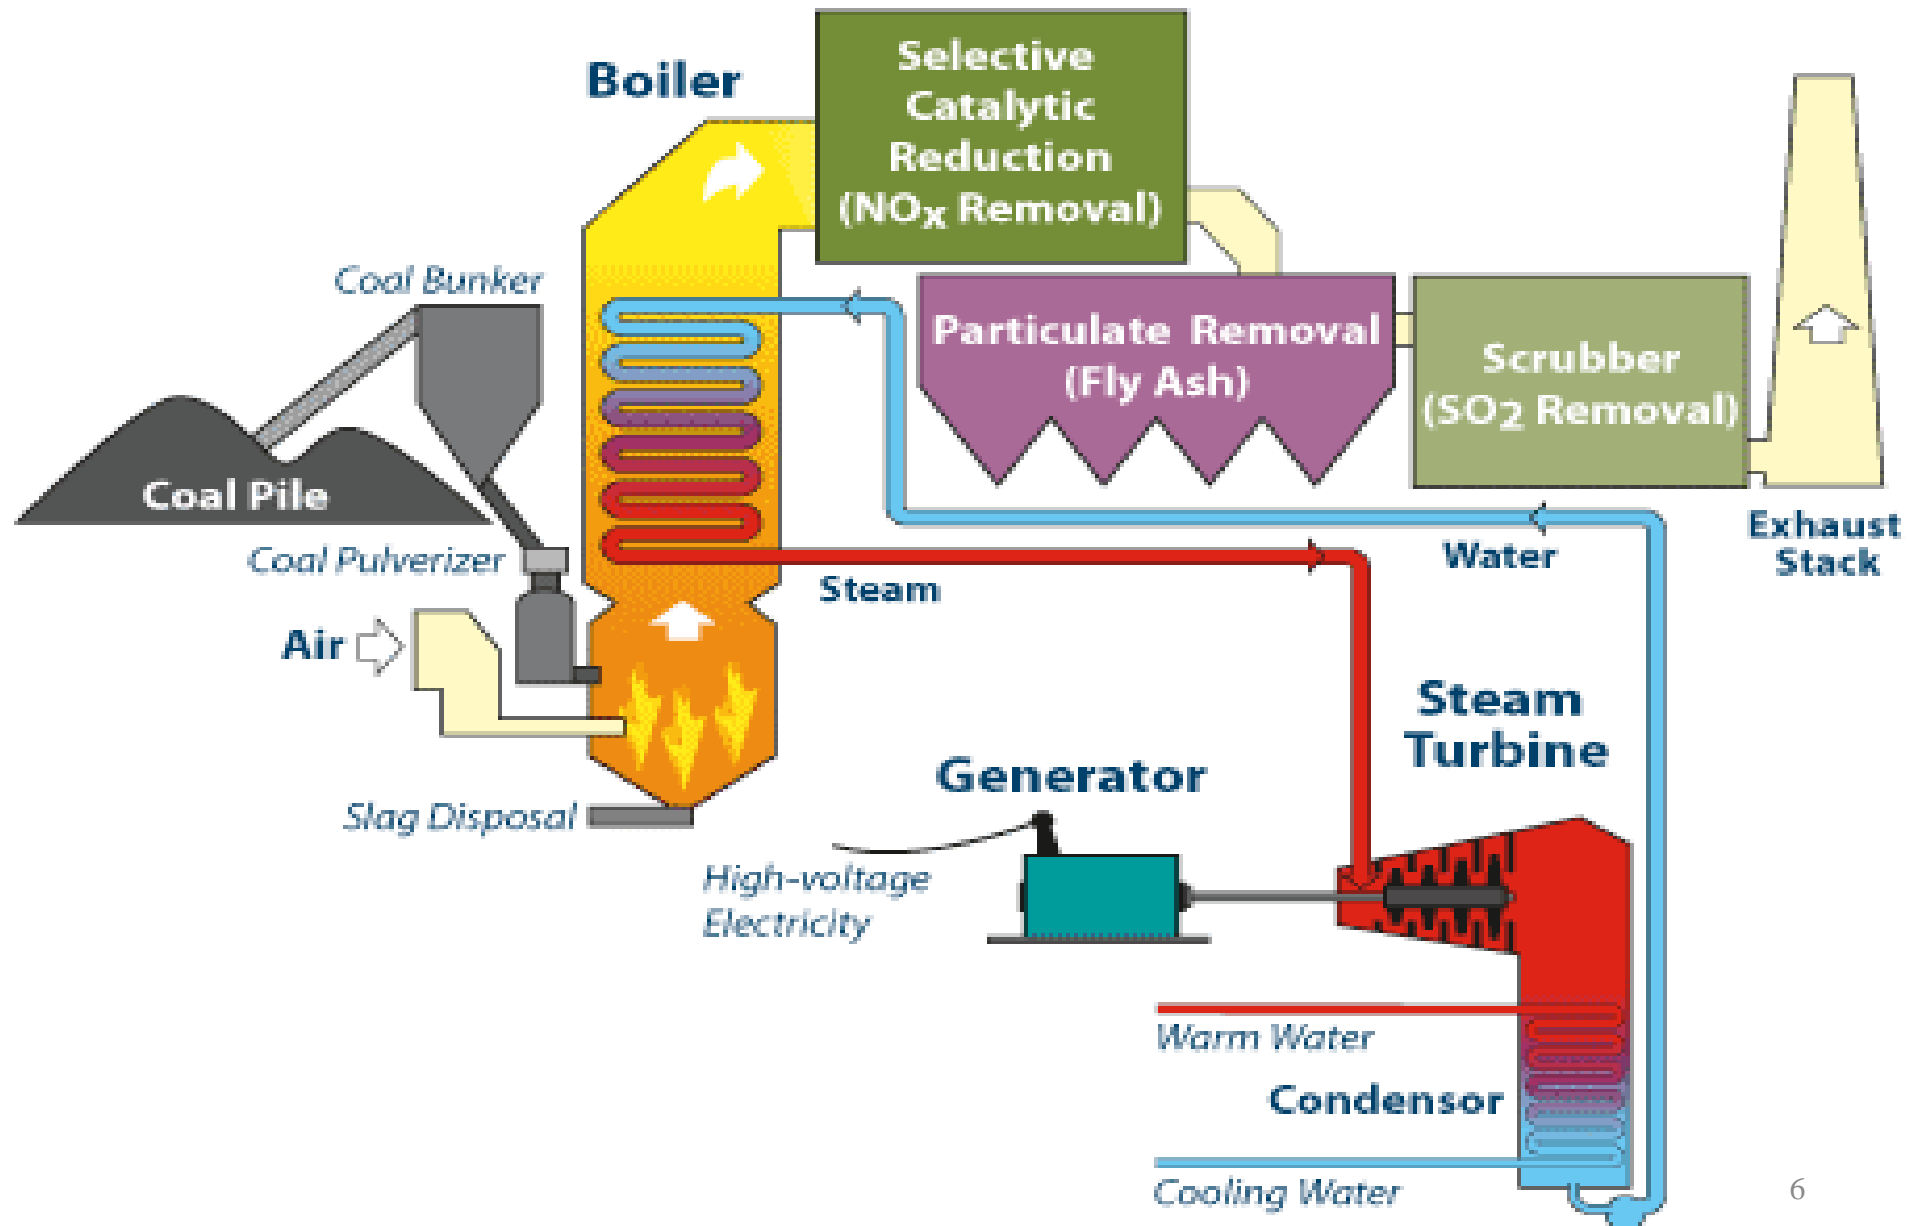 Boiler
Selective
Catalytic
Reduction
(NOx Removal)
Coal Bunker
Particulate Removal
(Fly Ash)
Scrubber
(SO2 Removal)
Coal Pile
Exhaust
Stack
Coal Pulverizer
Water
Steam
Air
Steam
Turbine
Generator
Slag Disposal
High-voltage
Electricity
Warm Water
Condensor
Cooling Water
6